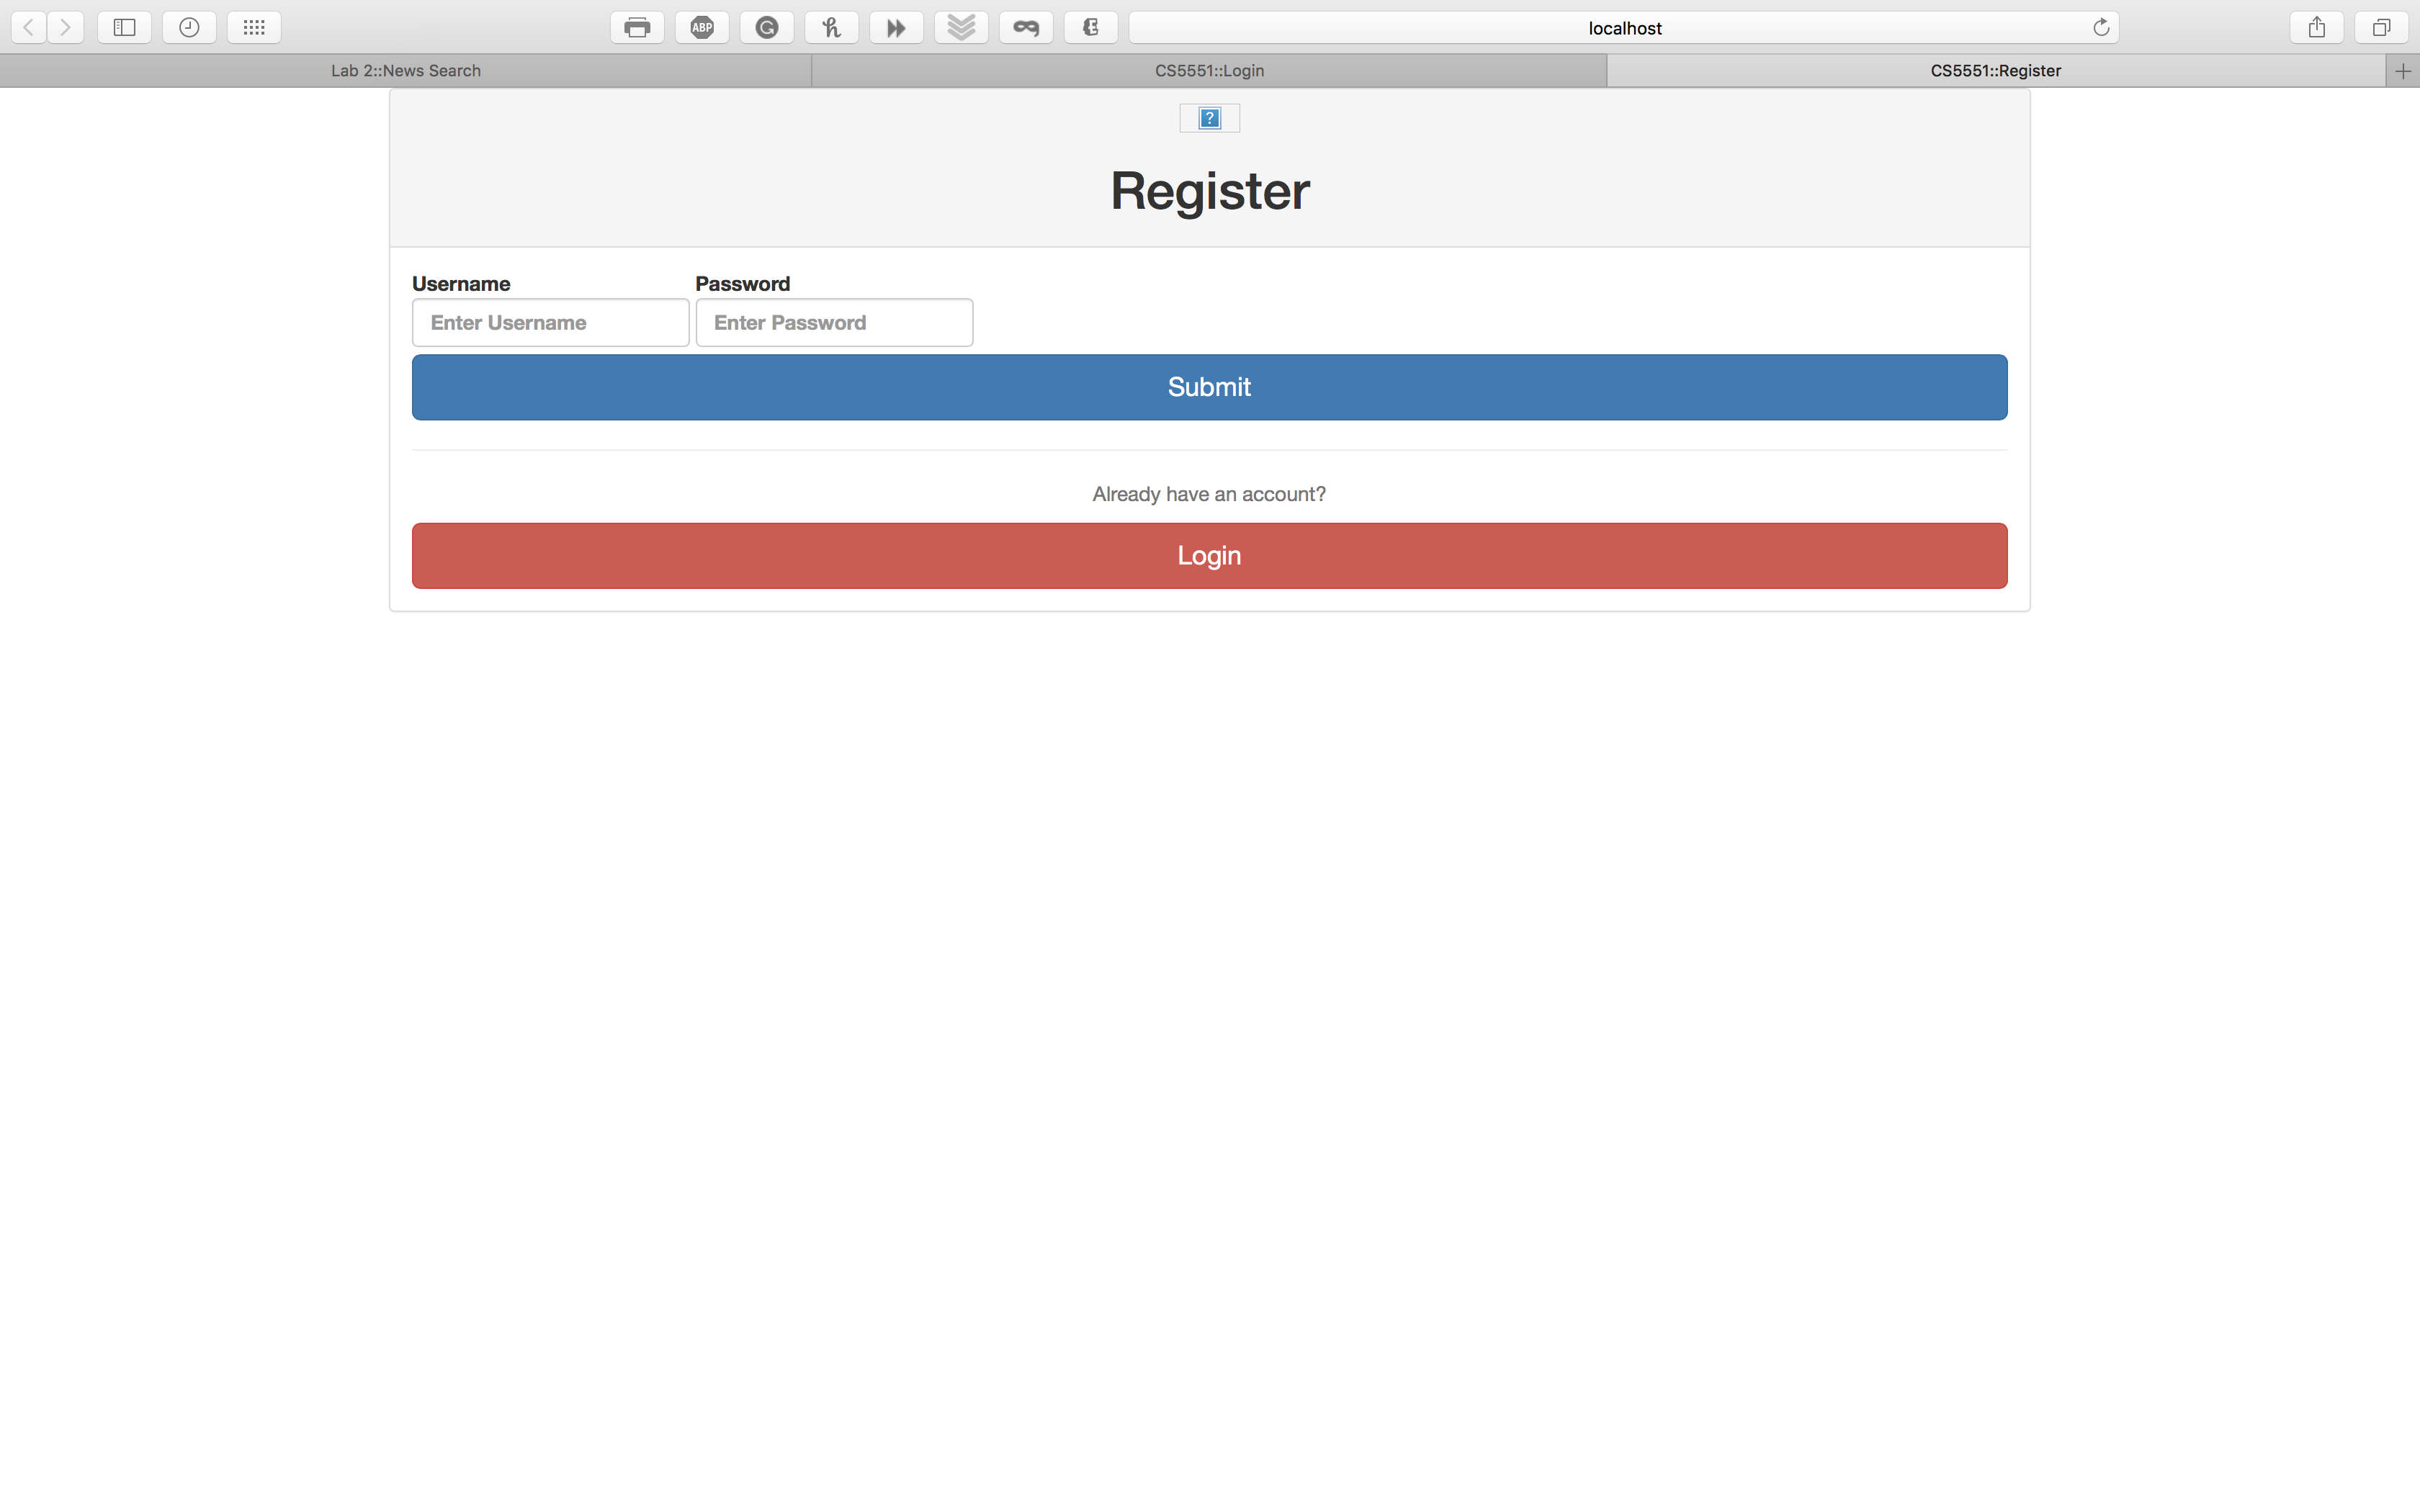 ABP
localhost
Lab 2::News Search
CS5551::Login
CS5551::Register
?
Register
Username Password
Enter Username Enter Password
Submit
Already have an account?
Login